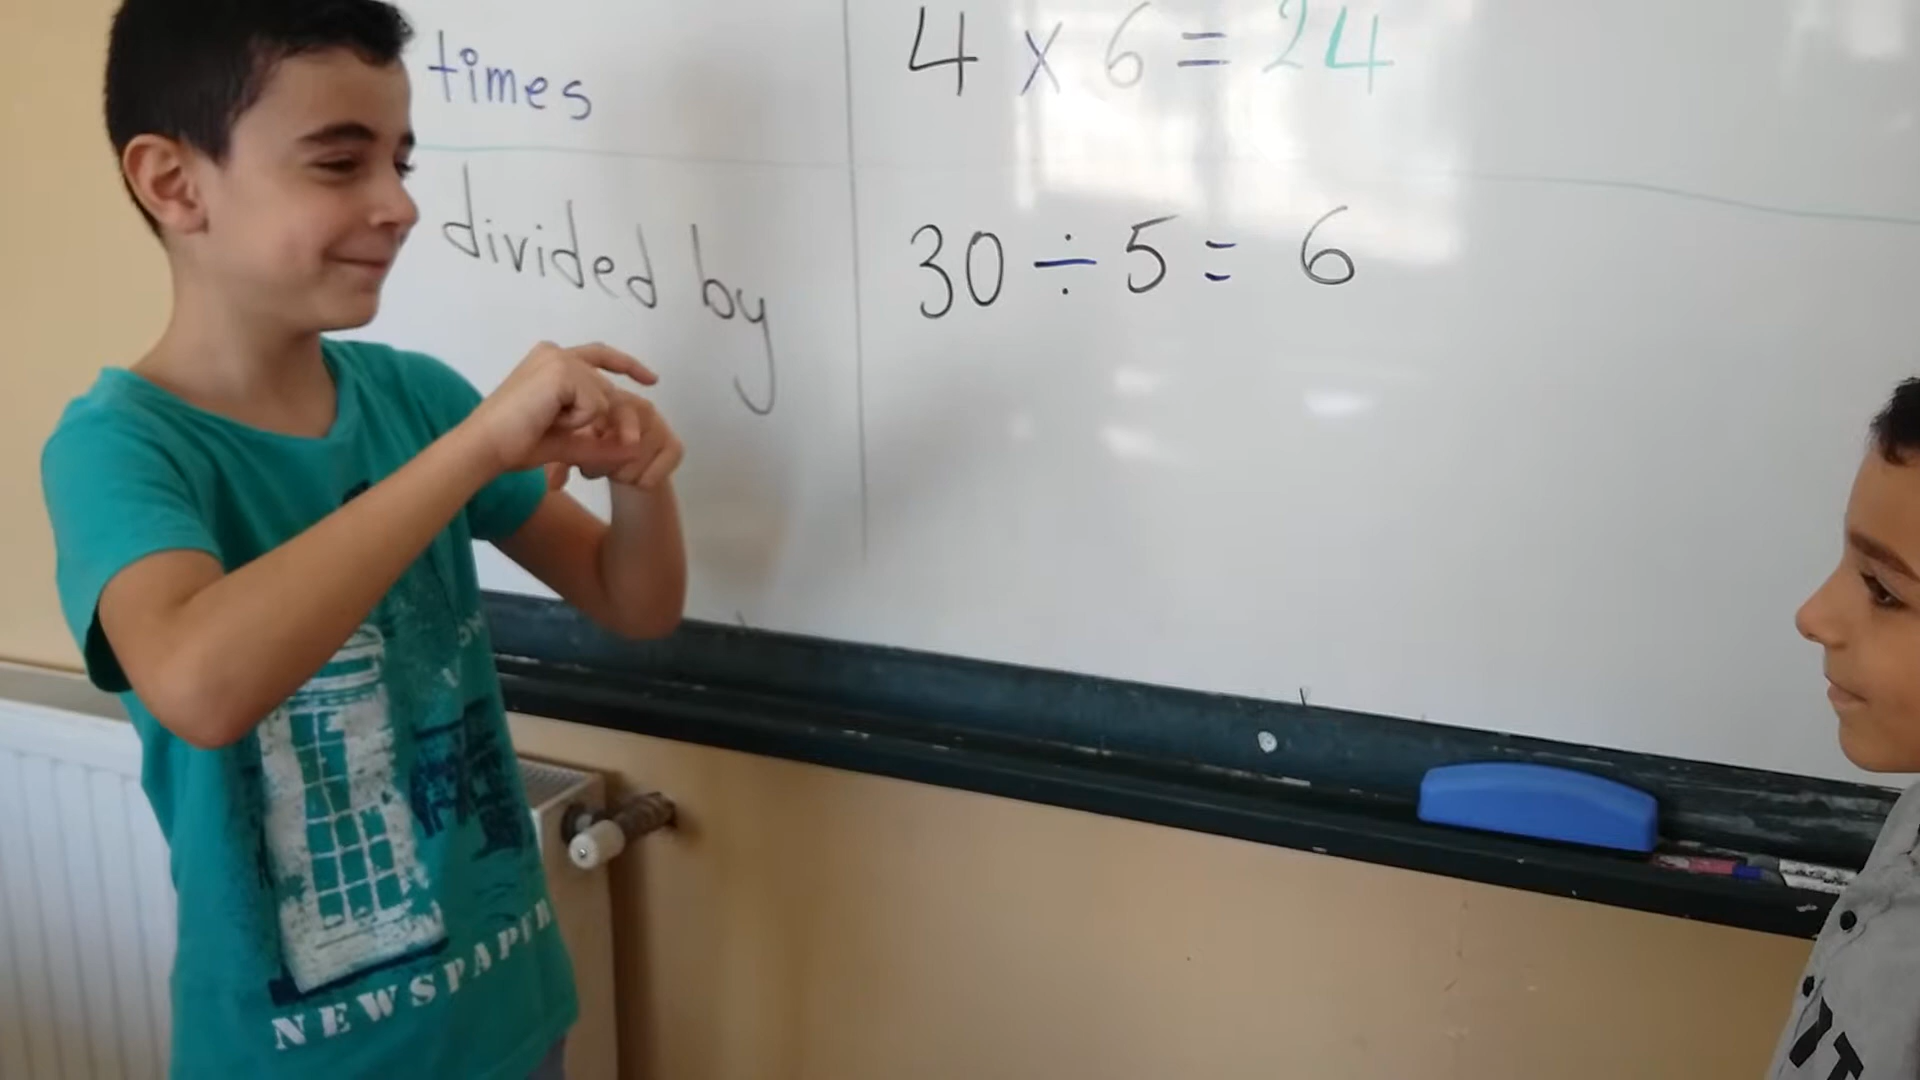 times
4 x 6 = 24
divided by
30 ÷ 5 = 6
NEWSPAPER